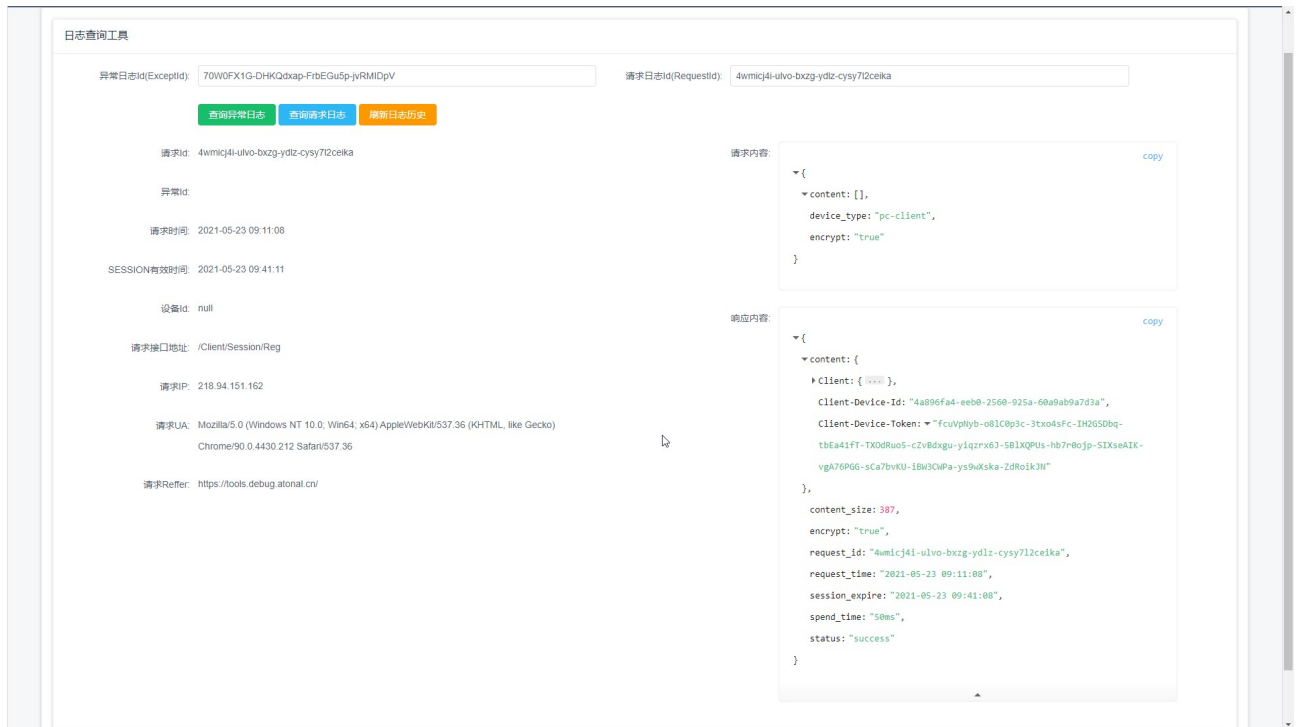 日志查询工具
异常日志Id(ExceptId): 70W0FX1G-DHKQdxap-FrbEGu5p-jvRMIDpV
请求日志Id(RequestId): 4wmicj4i-ulvo-bxzg-ydlz-cysy7l2ceika
查询异常日志 查询请求日志 刷新日志历史
请求Id: 4wmicj4i-ulvo-bxzg-ydlz-cysy7l2ceika
异常Id:
请求时间: 2021-05-23 09:11:08
SESSION有效时间: 2021-05-23 09:41:11
设备Id: null
请求接口地址: /Client/Session/Reg
请求IP: 218.94.151.162
请求UA: Mozilla/5.0 (Windows NT 10.0; Win64; x64) AppleWebKit/537.36 (KHTML, like Gecko)
Chrome/90.0.4430.212 Safari/537.36
请求Reffer: https://tools.debug.atonal.cn/
请求内容:
copy
{
content: [],
device_type: "pc-client",
encrypt: "true"
}
响应内容:
copy
{
content: {
Client: { ... },
Client-Device-Id: "4a896fa4-eeb0-2560-925a-60a9ab9a7d3a",
Client-Device-Token: "fcuVpNyb-o8lC0p3c-3txo4sFc-IH2GSDbq-
tbEa41fT-TXOdRuo5-cZvBdxgu-yiqzrx6J-5BlXQPUs-hb7r0ojp-SIXseAIK-
vgA76PGG-sCa7bvKU-iBW3CWPa-ys9wXska-ZdRoikJN"
},
content_size: 387,
encrypt: "true",
request_id: "4wmicj4i-ulvo-bxzg-ydlz-cysy7l2ceika",
request_time: "2021-05-23 09:11:08",
session_expire: "2021-05-23 09:41:08",
spend_time: "50ms",
status: "success"
}